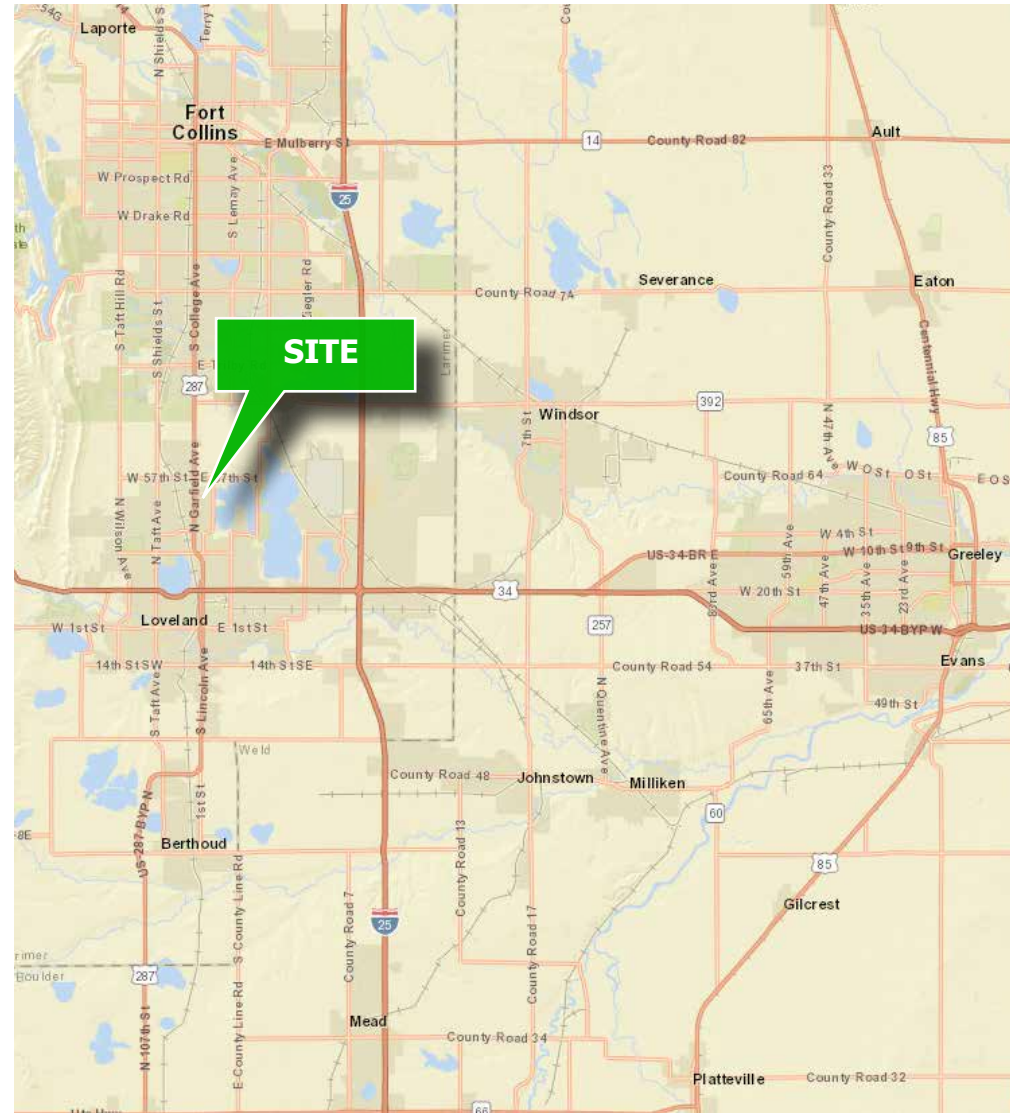 54G
Laporte
N Shields S
Terry
Fort
Collins
E Mulberry St
14
County Road 82
Ault
W Prospect Rd
S Lemay Ave
25
County Road 33
W Drake Rd
Severance
Eaton
County Road 7A
S Taft Hill Rd
S Shields St
S College Ave
Ziegler Rd
SITE
Larimer
Centennial Hwy
287
392
Windsor
7th St
N 47th Ave
85
W 57th St
N Garfield Ave
County Road 64
W O St
O St
E O S
N Wilson Ave
N Taft Ave
US-34-BR E
59th Ave
W 4th St
W 10th St
9th St
Greeley
83rd Ave
W 20th St
47th Ave
35th Ave
23rd Ave
34
Loveland
W 1st St
E 1st St
257
US-34-BYP W
14th St SW
14th St SE
County Road 54
37th St
Evans
S Taft Ave
S Lincoln Ave
N Quentine Ave
65th Ave
49th St
Weld
County Road 48
Johnstown
Milliken
US-287-BYP N
1st St
60
Berthoud
County Road 13
85
S County Line Rd
County Road 7
County Road 17
Gilcrest
25
Boulder
287
N 107th St
E County Line Rd
Mead
County Road 34
Platteville
County Road 32
66